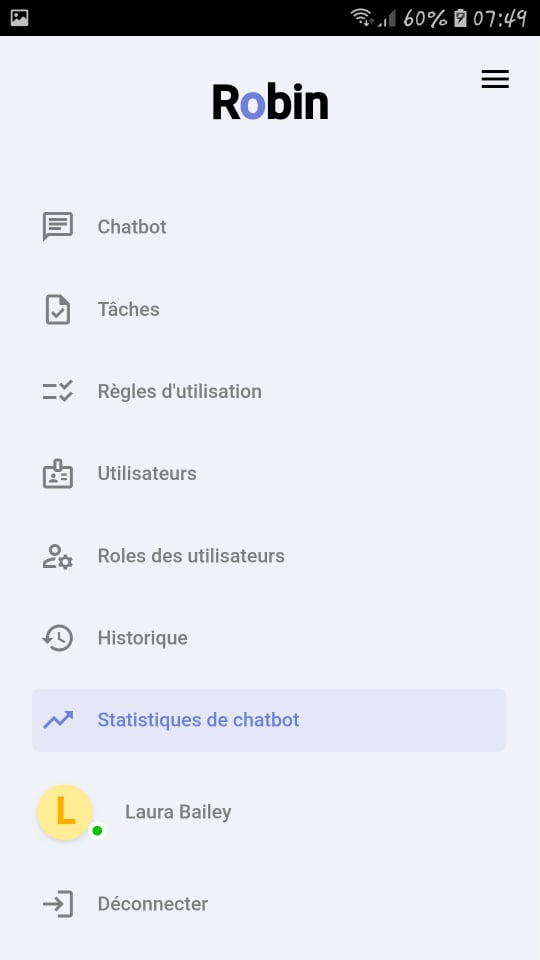 60% 07:49
Robin
Chatbot
Tâches
Règles d'utilisation
Utilisateurs
Roles des utilisateurs
Historique
Statistiques de chatbot
L Laura Bailey
Déconnecter